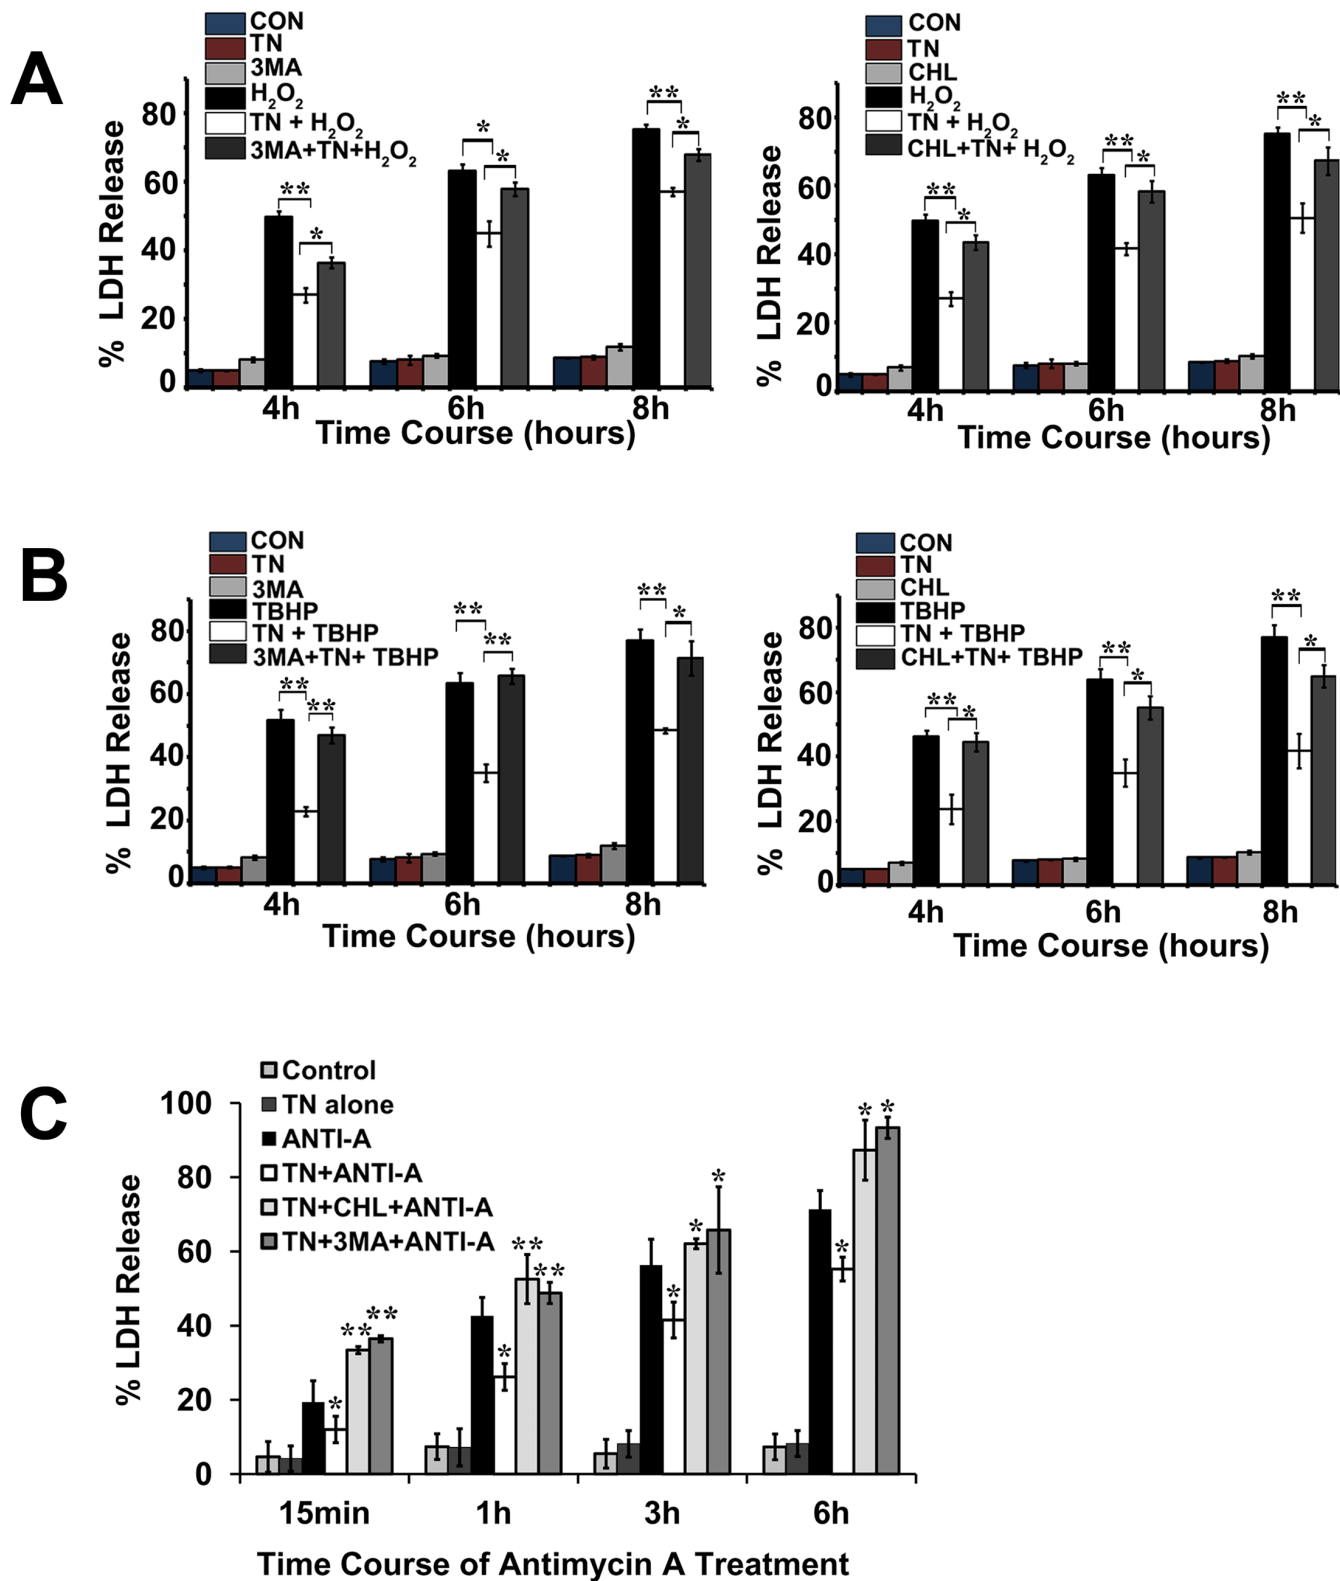 A
CON
TN
3MA
H2O2
TN + H2O2
3MA+TN+H2O2
% LDH Release
80
60
40
20
0
** * * * ** *
4h 6h 8h
Time Course (hours)
CON
TN
CHL
H2O2
TN + H2O2
CHL+TN+ H2O2
% LDH Release
80
60
40
20
0
** * ** * ** *
4h 6h 8h
Time Course (hours)
B
CON
TN
3MA
TBHP
TN + TBHP
3MA+TN+ TBHP
% LDH Release
80
60
40
20
0
** ** ** ** ** *
4h 6h 8h
Time Course (hours)
CON
TN
CHL
TBHP
TN + TBHP
CHL+TN+ TBHP
% LDH Release
80
60
40
20
0
** * ** * ** *
4h 6h 8h
Time Course (hours)
C
Control
TN alone
ANTI-A
TN+ANTI-A
TN+CHL+ANTI-A
TN+3MA+ANTI-A
% LDH Release
100
80
60
40
20
0
* ** ** * ** ** * * * * * *
15min 1h 3h 6h
Time Course of Antimycin A Treatment